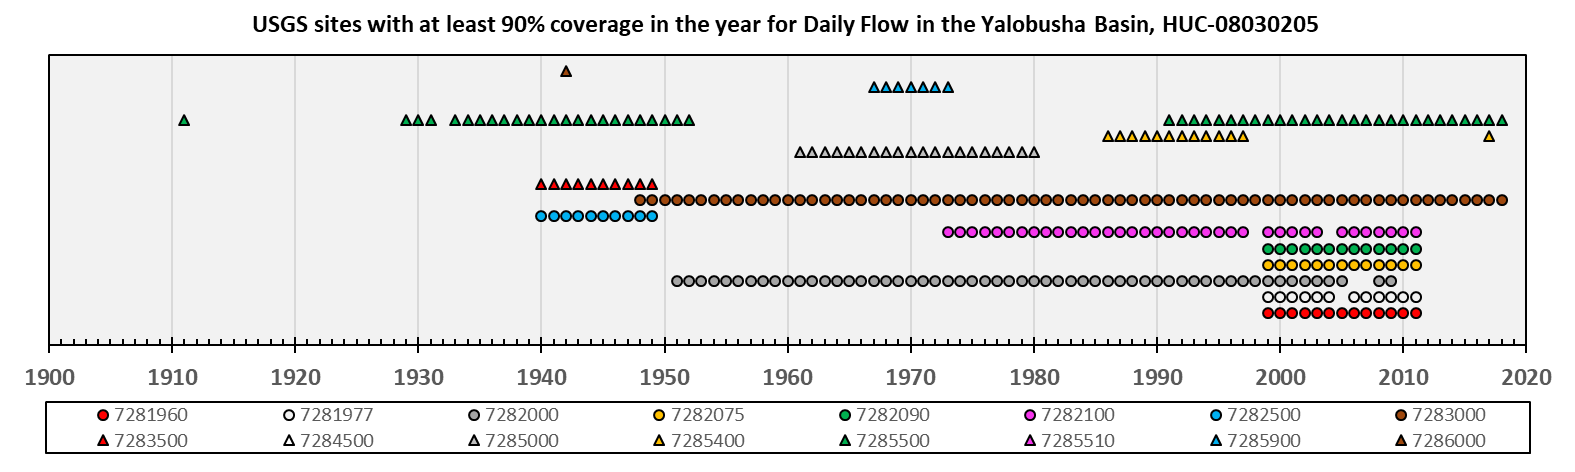 USGS sites with at least 90% coverage in the year for Daily Flow in the Yalobusha Basin, HUC-08030205
1900 1910 1920 1930 1940 1950 1960 1970 1980 1990 2000 2010 2020
7281960 7281977 7282000 7282075 7282090 7282100 7282500 7283000
7283500 7284500 7285000 7285400 7285500 7285510 7285900 7286000